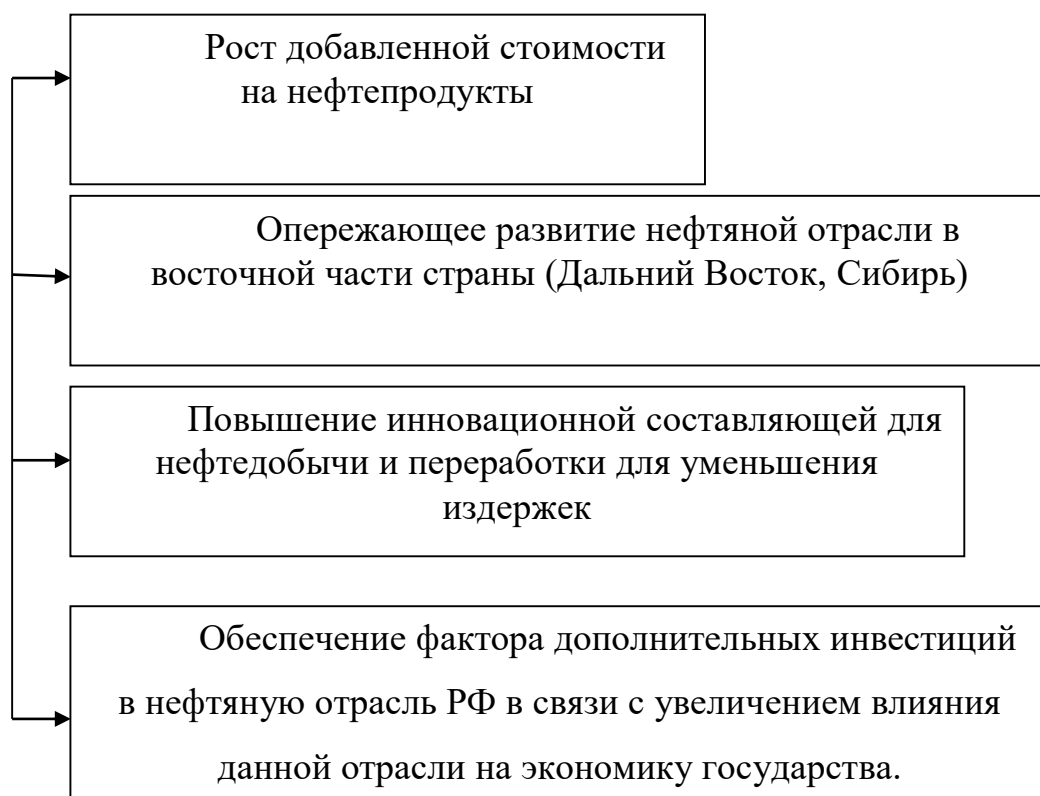 Рост добавленной стоимости
на нефтепродукты
Опережающее развитие нефтяной отрасли в
восточной части страны (Дальний Восток, Сибирь)
Повышение инновационной составляющей для
нефтедобычи и переработки для уменьшения
издержек
Обеспечение фактора дополнительных инвестиций
в нефтяную отрасль РФ в связи с увеличением влияния
данной отрасли на экономику государства.